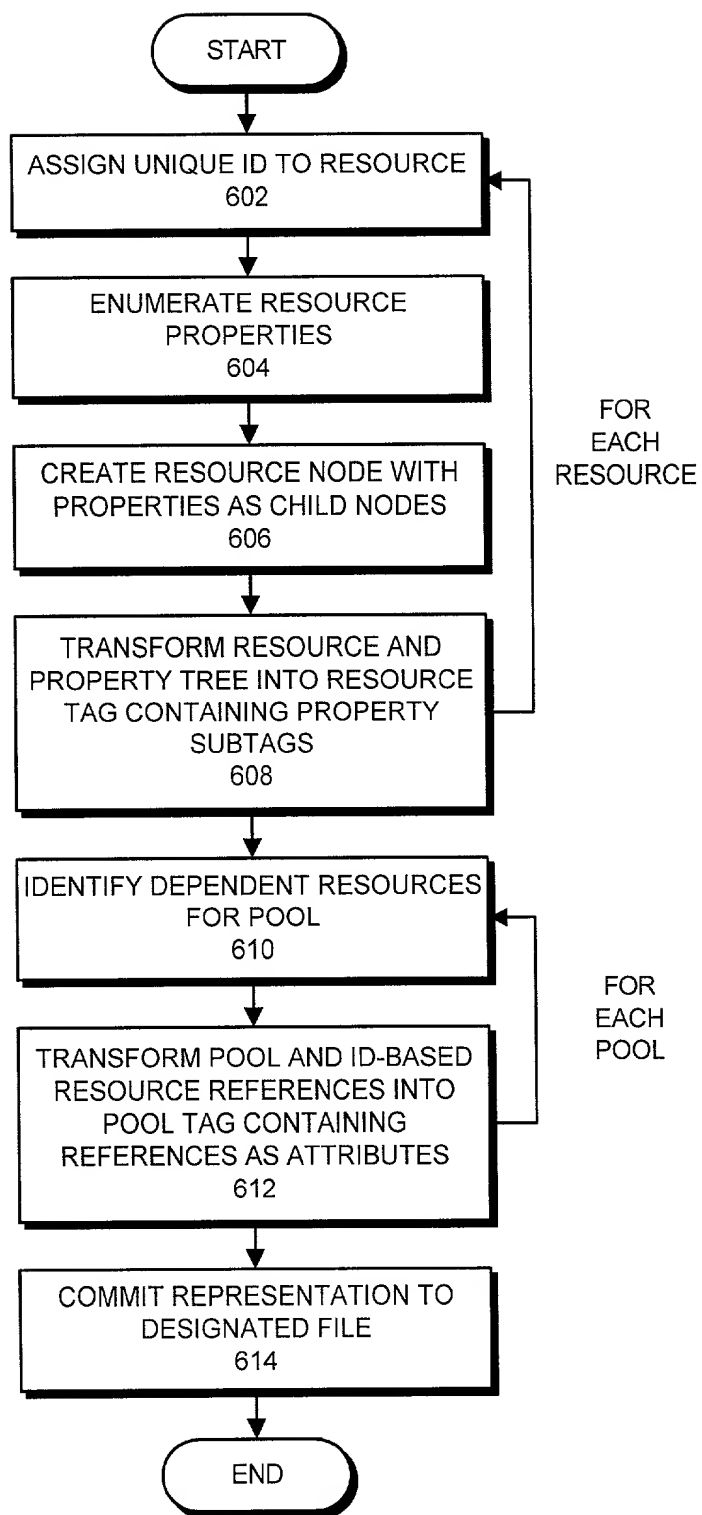 START
ASSIGN UNIQUE ID TO RESOURCE
602
ENUMERATE RESOURCE
PROPERTIES
604
CREATE RESOURCE NODE WITH
PROPERTIES AS CHILD NODES
606
TRANSFORM RESOURCE AND
PROPERTY TREE INTO RESOURCE
TAG CONTAINING PROPERTY
SUBTAGS
608
FOR
EACH
RESOURCE
IDENTIFY DEPENDENT RESOURCES
FOR POOL
610
TRANSFORM POOL AND ID-BASED
RESOURCE REFERENCES INTO
POOL TAG CONTAINING
REFERENCES AS ATTRIBUTES
612
FOR
EACH
POOL
COMMIT REPRESENTATION TO
DESIGNATED FILE
614
END